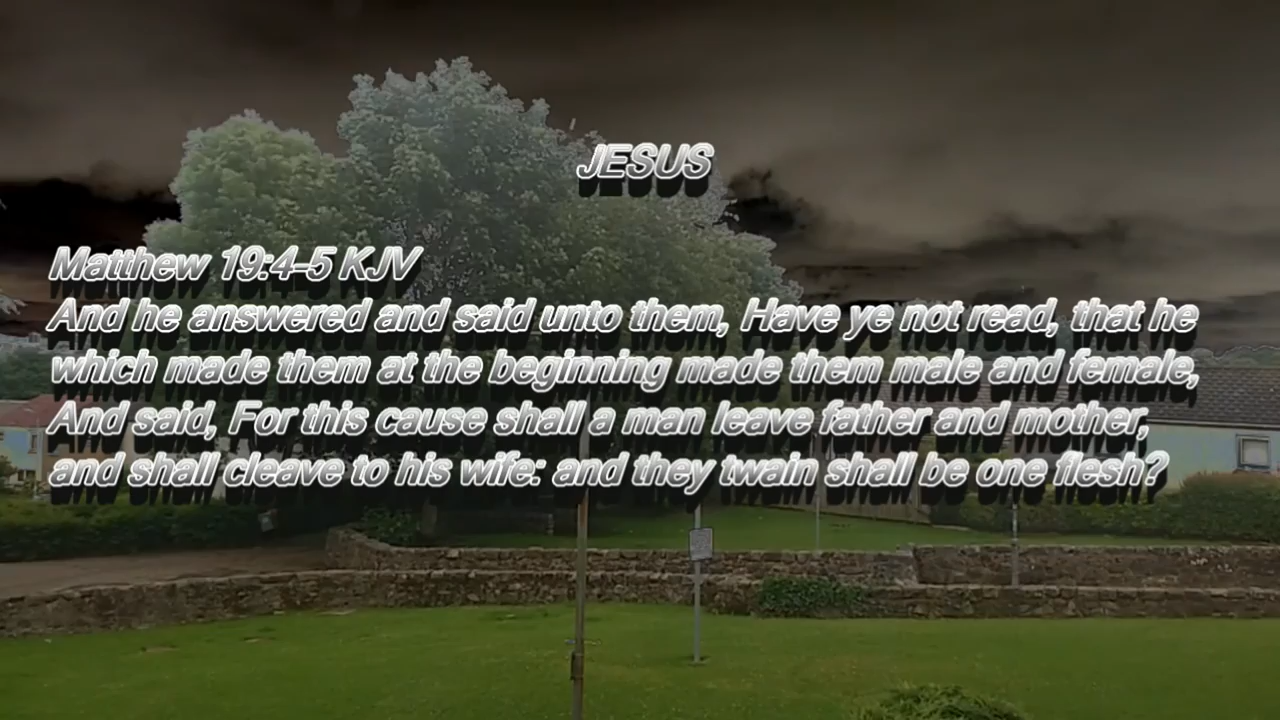 JESUS
Matthew 19:4-5 KJV
And he answered and said unto them, Have ye not read, that he
which made them at the beginning made them male and female,
And said, For this cause shall a man leave father and mother,
and shall cleave to his wife: and they twain shall be one flesh?